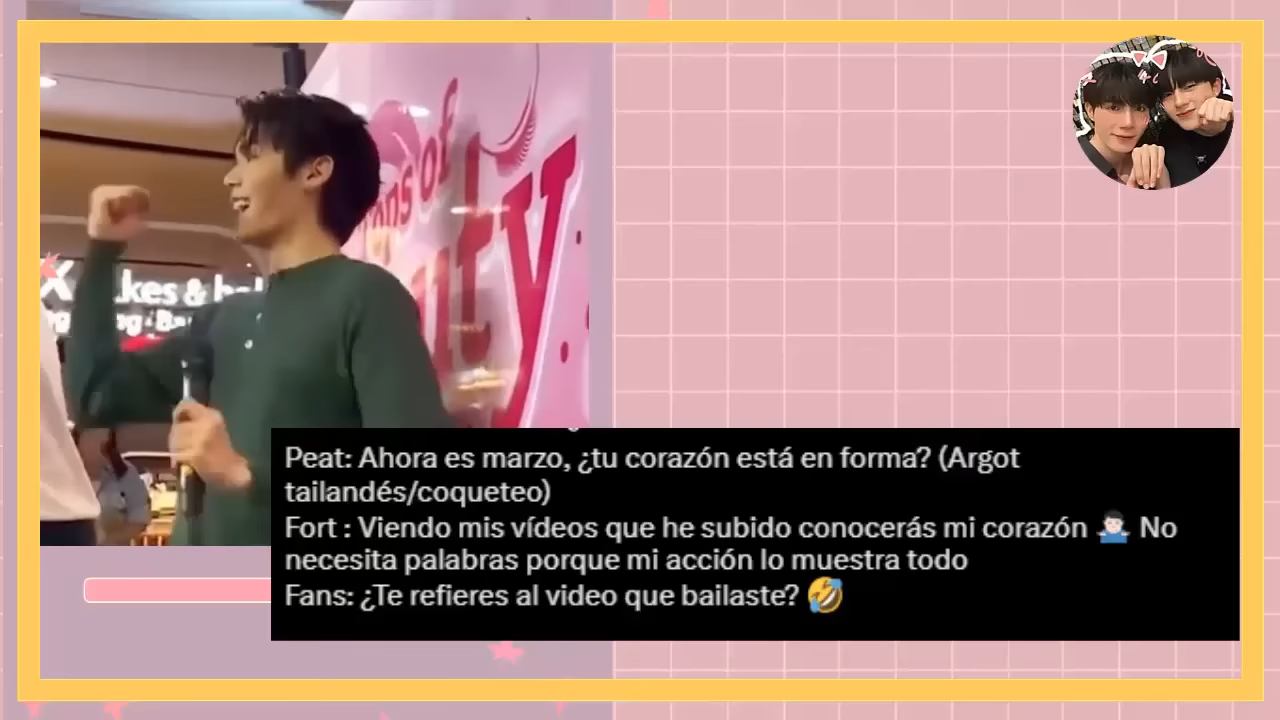 of
kes &
Peat: Ahora es marzo, ¿tu corazón está en forma? (Argot
tailandés/coqueteo)
Fort : Viendo mis vídeos que he subido conocerás mi corazón 🤷🏻‍♂️ No
necesita palabras porque mi acción lo muestra todo
Fans: ¿Te refieres al video que bailaste? 🤣